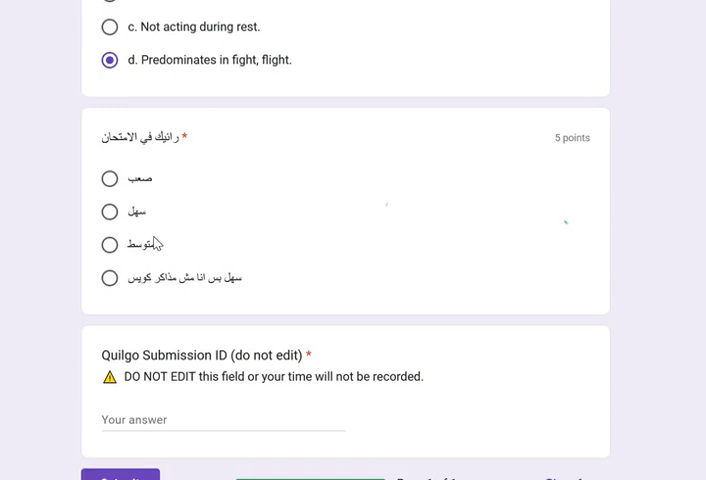 c. Not acting during rest.
d. Predominates in fight, flight.
رائيك في الامتحان *
5 points
صعب
سهل
متوسط
سهل بس انا مش مذاكر كويس
Quilgo Submission ID (do not edit) *
DO NOT EDIT this field or your time will not be recorded.
Your answer